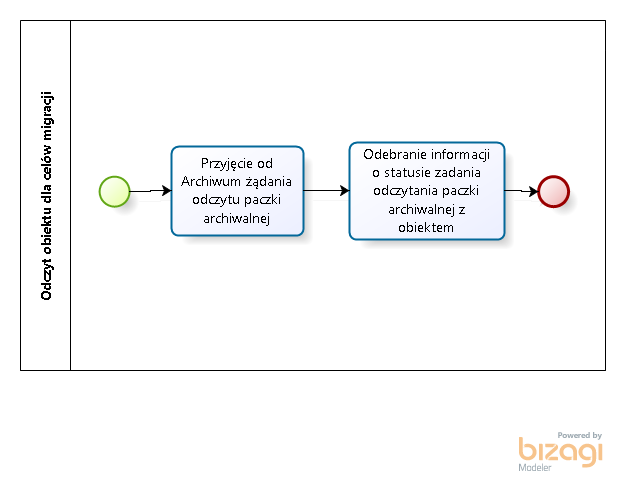 Odczyt obiektu dla celów migracji
Przyjęcie od
Archiwum żądania
odczytu paczki
archiwalnej
Odebranie informacji
o statusie zadania
odczytania paczki
archiwalnej z
obiektem
Powered by
bizagi
Modeler